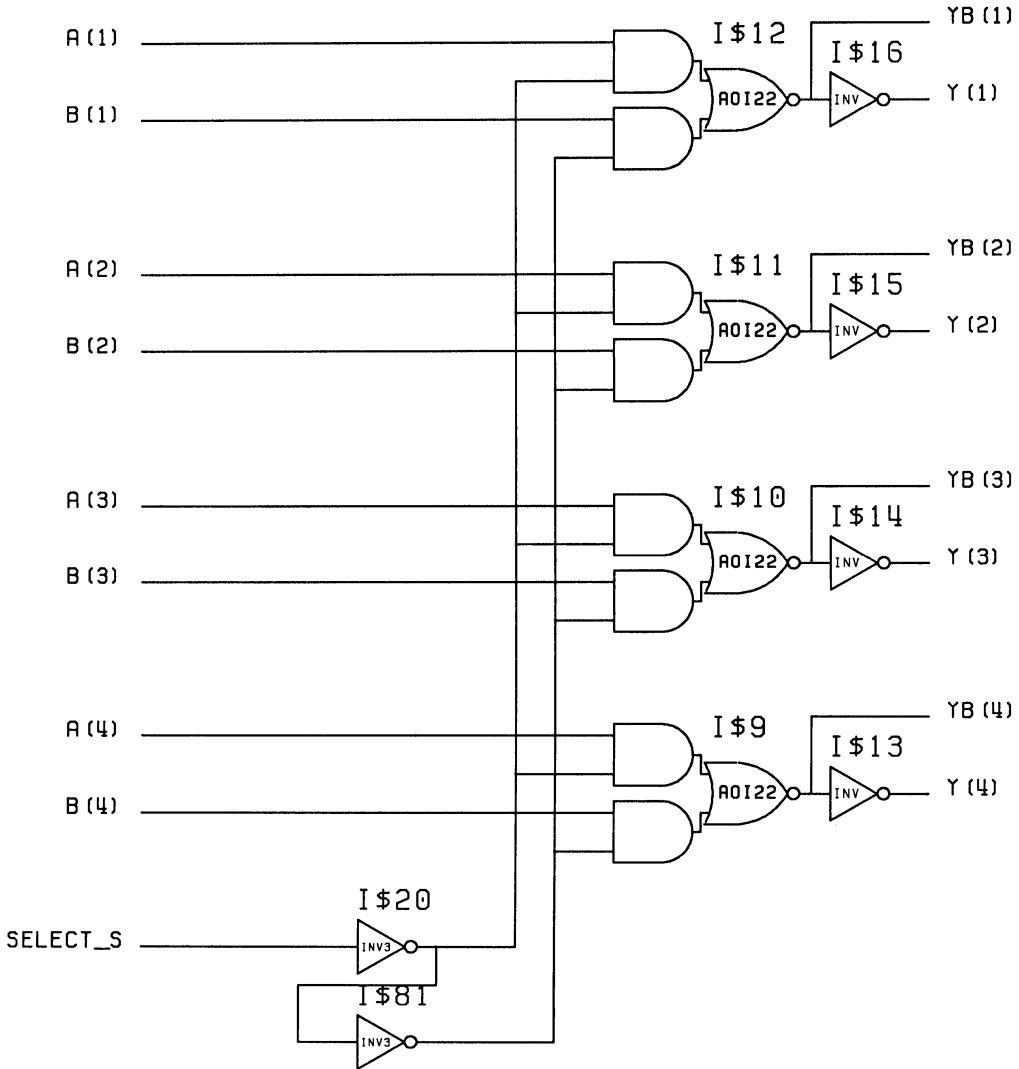 YB(1)
A(1)
I$12
I$16
AOI22
INV
Y(1)
B(1)
YB(2)
A(2)
I$11
I$15
AOI22
INV
Y(2)
B(2)
YB(3)
A(3)
I$10
I$14
AOI22
INV
Y(3)
B(3)
YB(4)
A(4)
I$9
I$13
AOI22
INV
Y(4)
B(4)
I$20
SELECT_S
INV3
I$81
INV3